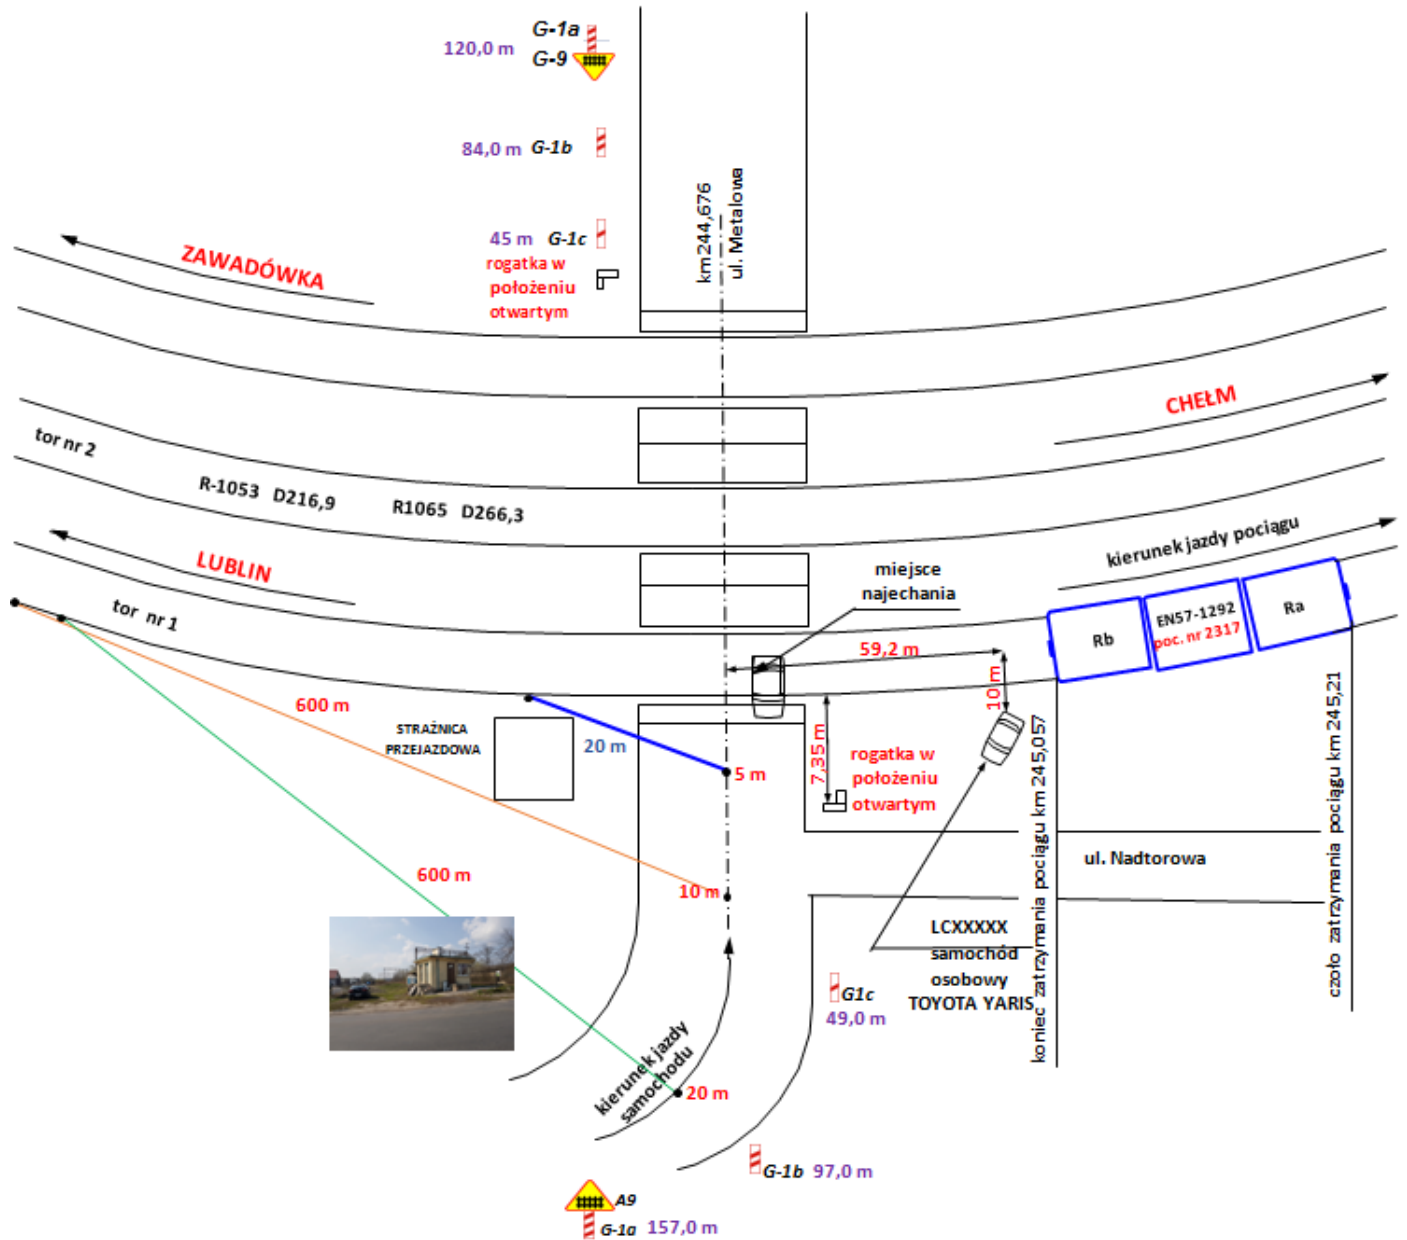 G-1a
120,0 m
G-9
84,0 m G-1b
45 m G-1c
rogatka w
położeniu
otwartym
km244,676
ul. Metalowa
ZAWADÓWKA
CHEŁM
tor nr 2
R-1053 D216,9
R1065 D266,3
kierunek jazdy pociągu
LUBLIN
tor nr 1
miejsce
najechania
59,2 m
10 m
Rb
EN57-1292
poc. nr 2317
Ra
600 m
STRAŻNICA
PRZEJAZDOWA
20 m
5 m
7,35 m
rogatka w
położeniu
otwartym
koniec zatrzymania pociągu km 245,057
czoło zatrzymania pociągu km 245,21
ul. Nadtorowa
600 m
10 m
LCXXXXX
samochód
osobowy
TOYOTA YARIS
G1c
49,0 m
kierunek jazdy
samochodu
20 m
G-1b 97,0 m
A9
G-1a 157,0 m